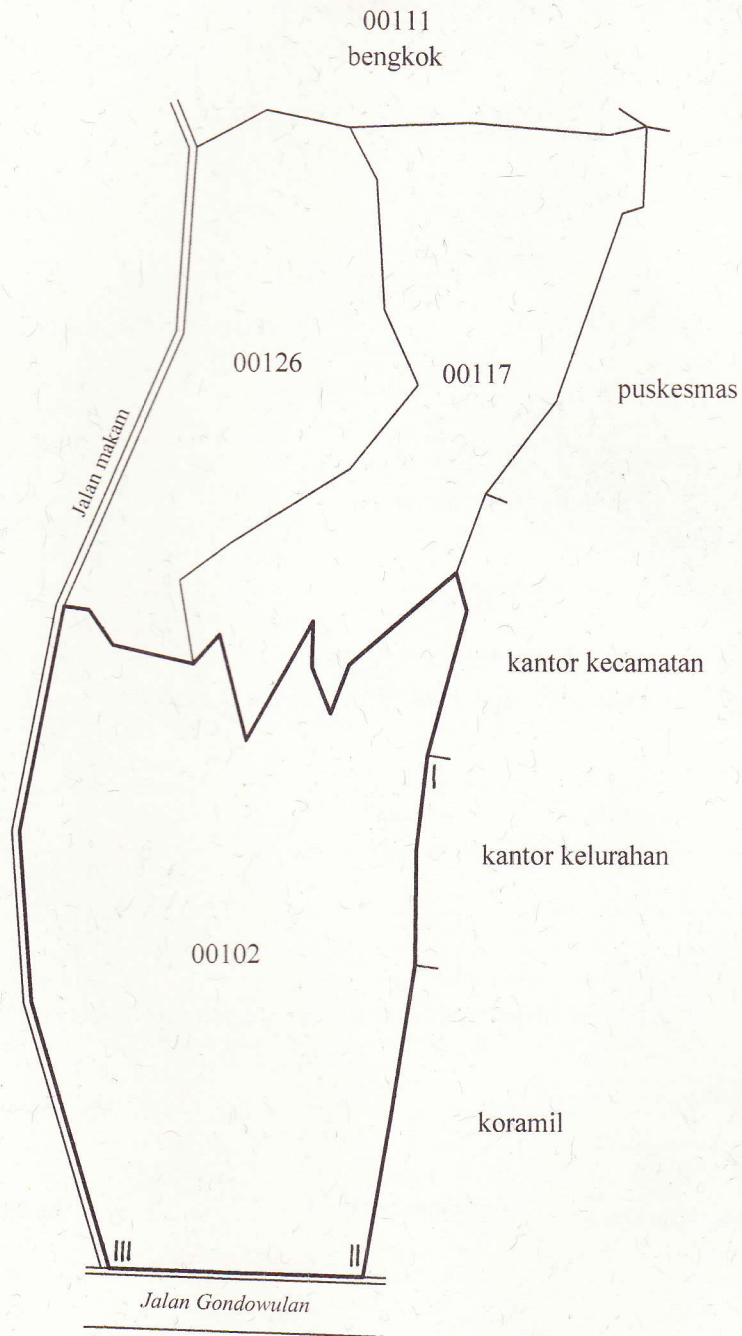 00111
bengkok
00126
00117
puskesmas
Jalan makam
kantor kecamatan
I
kantor kelurahan
00102
koramil
III
II
Jalan Gondowulan